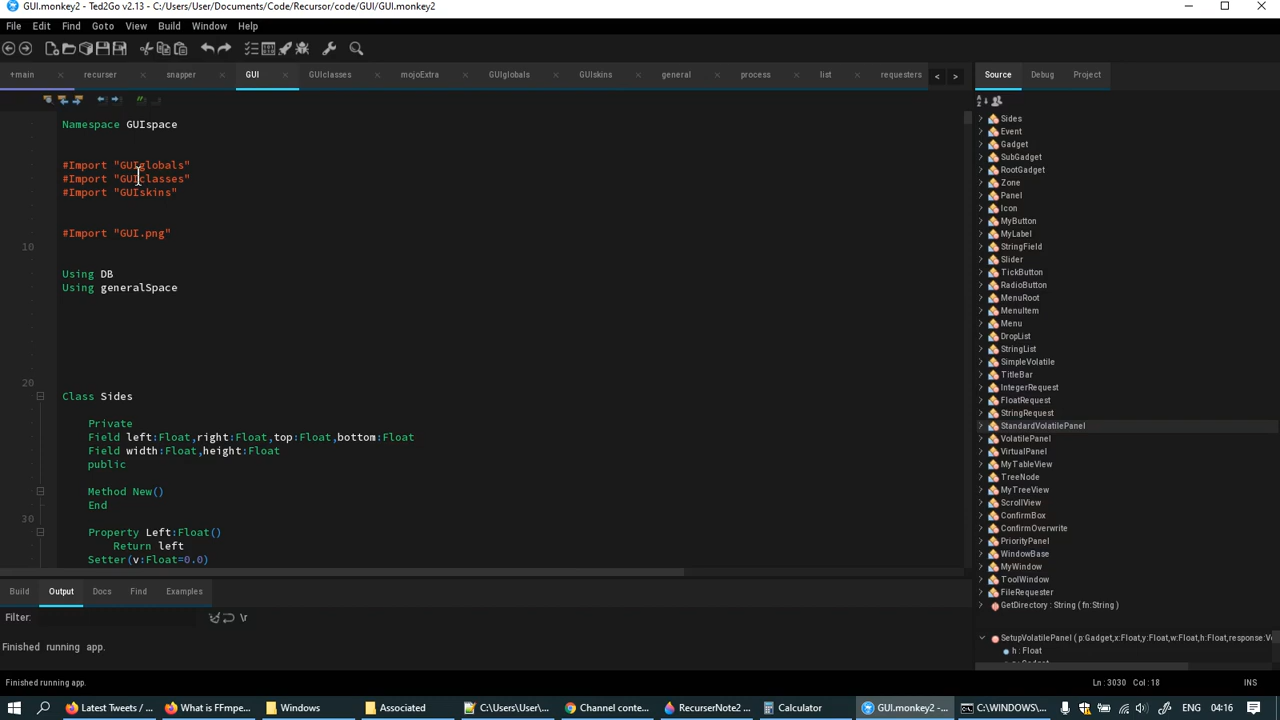 GUI.monkey2 - Ted2Go v2.13 - C:/Users/User/Documents/Code/Recursor/code/GUI/GUI.monkey2
File Edit Find Goto View Build Window Help
+main recurser snapper GUI GUIclasses mojoExtra GUIglobals GUIskins general process list requesters < >
Source Debug Project
Namespace GUIspace
#Import "GUIglobals"
#Import "GUIclasses"
#Import "GUIskins"
#Import "GUI.png"
10
Using DB
Using generalSpace
20
Class Sides
Private
Field left:Float,right:Float,top:Float,bottom:Float
Field width:Float,height:Float
public
Method New()
End
30
Property Left:Float()
Return left
Setter(v:Float=0.0)
Sides
Event
Gadget
SubGadget
RootGadget
Zone
Panel
Icon
MyButton
MyLabel
StringField
Slider
TickButton
RadioButton
MenuRoot
MenuItem
Menu
DropList
StringList
SimpleVolatile
TitleBar
IntegerRequest
FloatRequest
StringRequest
StandardVolatilePanel
VolatilePanel
VirtualPanel
MyTableView
TreeNode
MyTreeView
ScrollView
ConfirmBox
ConfirmOverwrite
PriorityPanel
WindowBase
MyWindow
ToolWindow
FileRequester
GetDirectory : String ( fn:String )
SetupVolatilePanel ( p:Gadget,x:Float,y:Float,w:Float,h:Float,response:V
h : Float
Build Output Docs Find Examples
Filter: \r
Finished running app.
Finished running app. Ln : 3030 Col : 18 INS
Latest Tweets / ... What is FFmpe... Windows Associated C:\Users\User\... Channel conte... RecurserNote2 ... Calculator GUI.monkey2 -... C:\WINDOWS\... ENG 04:16